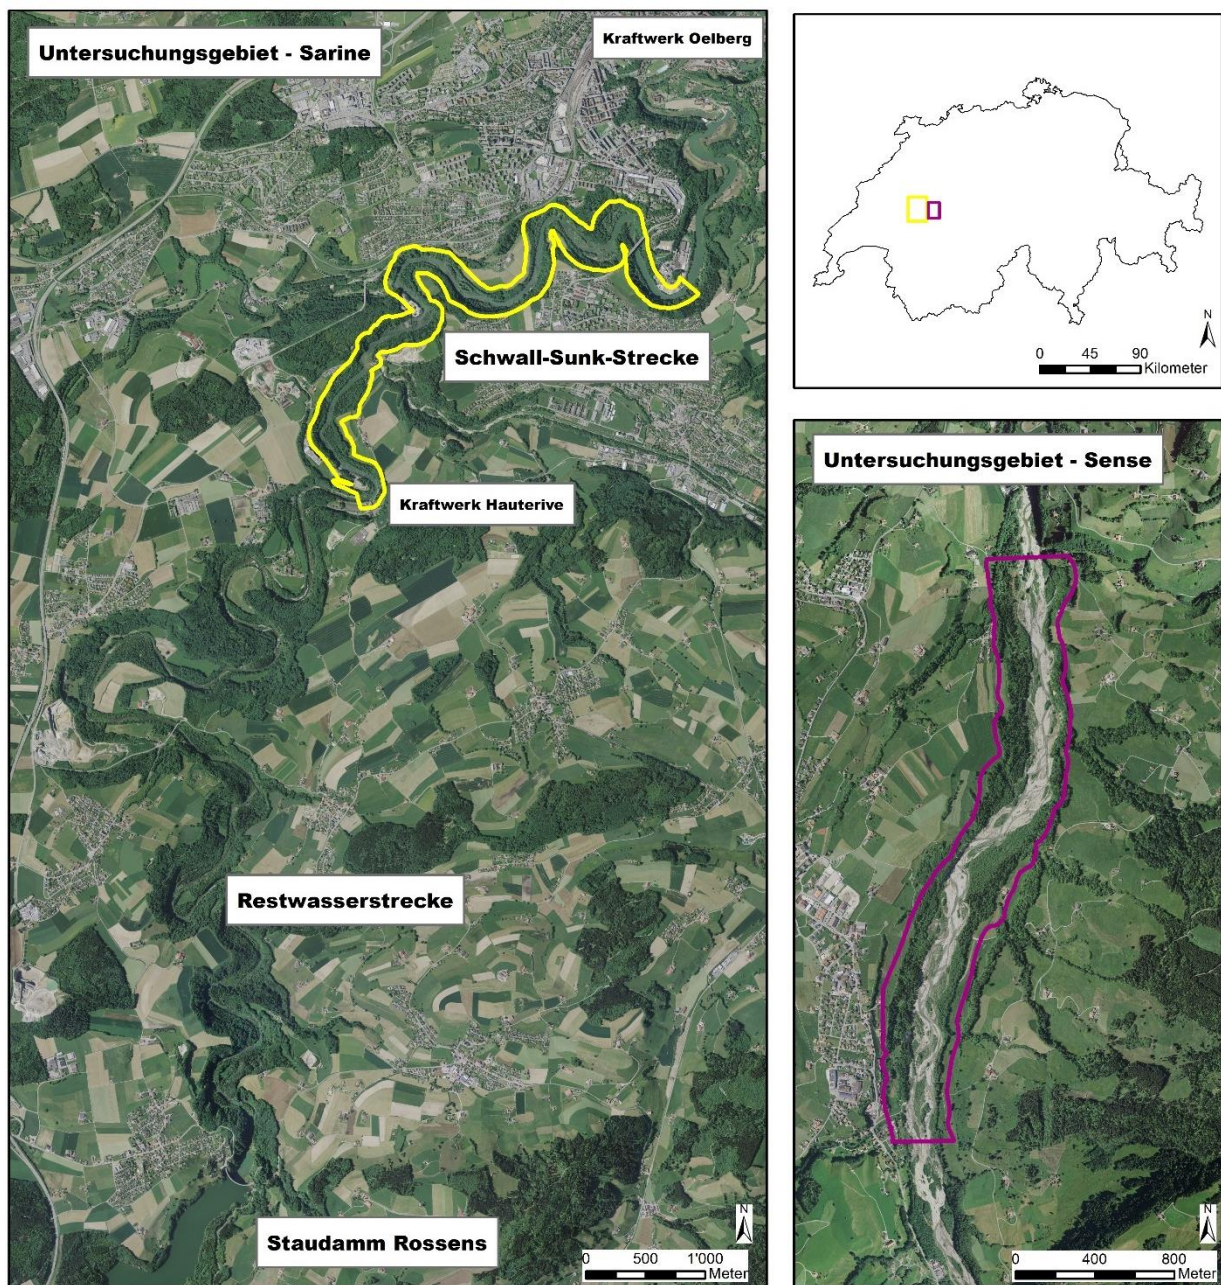 Untersuchungsgebiet - Sarine
Kraftwerk Oelberg
Schwall-Sunk-Strecke
Kraftwerk Hauterive
Restwasserstrecke
Staudamm Rossens
N
0 500 1'000
Meter
N
0 45 90
Kilometer
Untersuchungsgebiet - Sense
N
0 400 800
Meter